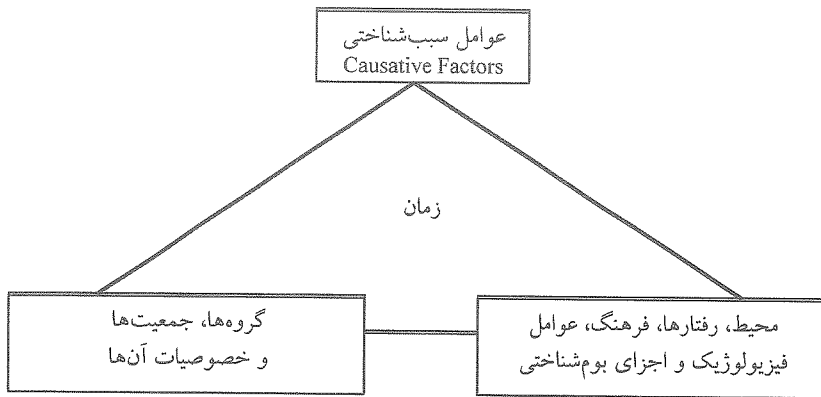 عوامل سبب‌شناختی
Causative Factors
زمان
محیط، رفتارها، فرهنگ، عوامل
فیزیولوژیک و اجزای بوم‌شناختی
گروه‌ها، جمعیت‌ها
و خصوصیات آن‌ها